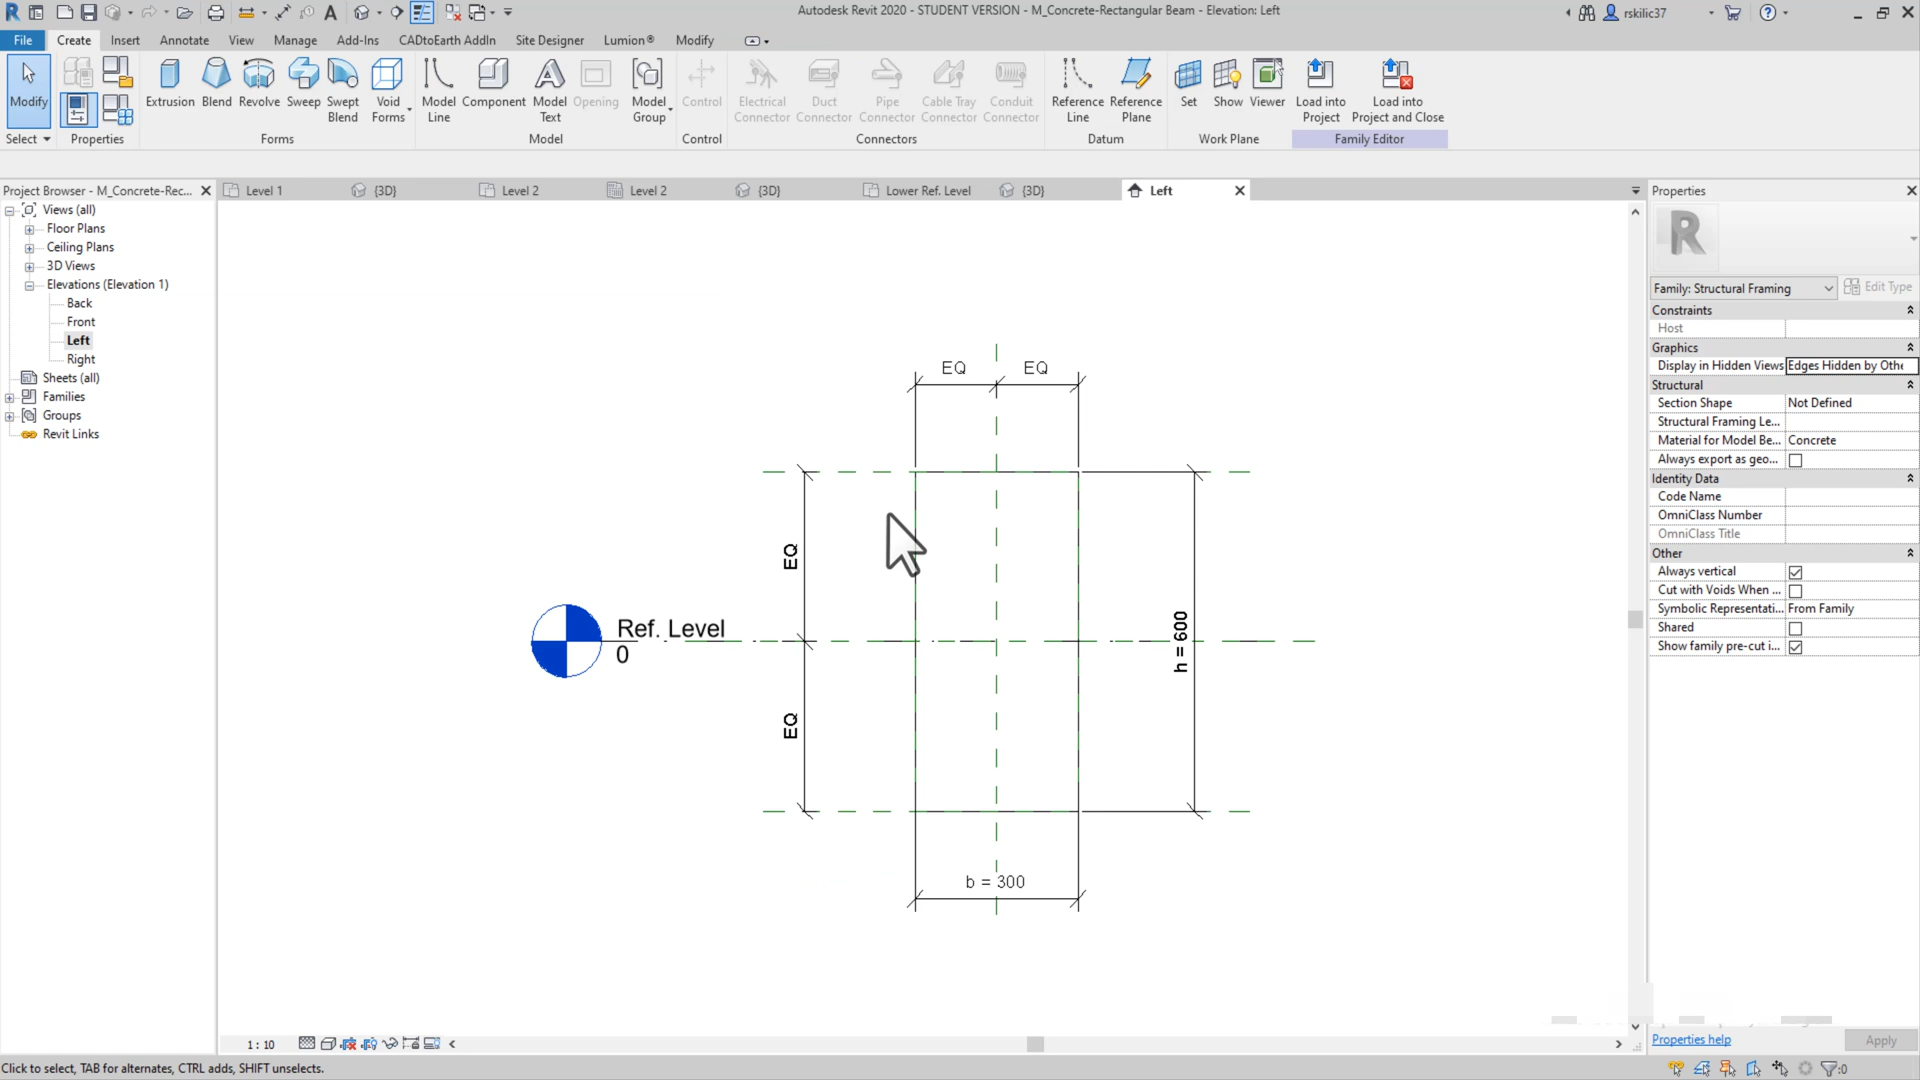 Autodesk Revit 2020 - STUDENT VERSION - M_Concrete-Rectangular Beam - Elevation: Left
rskilic37
File Create Insert Annotate View Manage Add-Ins CADtoEarth AddIn Site Designer Lumion® Modify
Modify
Extrusion Blend Revolve Sweep Swept Blend Void Forms
Model Line Component Model Text Opening Model Group
Control
Electrical Connector Duct Connector Pipe Connector Cable Tray Connector Conduit Connector
Reference Line Reference Plane
Set Show Viewer
Load into Project Load into Project and Close
Select Properties Forms Model Control Connectors Datum Work Plane Family Editor
Project Browser - M_Concrete-Rec...
Views (all)
Floor Plans
Ceiling Plans
3D Views
Elevations (Elevation 1)
Back
Front
Left
Right
Sheets (all)
Families
Groups
Revit Links
Level 1 {3D} Level 2 Level 2 {3D} Lower Ref. Level {3D} Left
EQ EQ
EQ
Ref. Level
0
h = 600
EQ
b = 300
Properties
R
Family: Structural Framing Edit Type
Constraints
Host
Graphics
Display in Hidden Views Edges Hidden by Othe
Structural
Section Shape Not Defined
Structural Framing Le...
Material for Model Be... Concrete
Always export as geo...
Identity Data
Code Name
OmniClass Number
OmniClass Title
Other
Always vertical
Cut with Voids When ...
Symbolic Representati... From Family
Shared
Show family pre-cut i...
Properties help Apply
1 : 10
Click to select, TAB for alternates, CTRL adds, SHIFT unselects.
:0